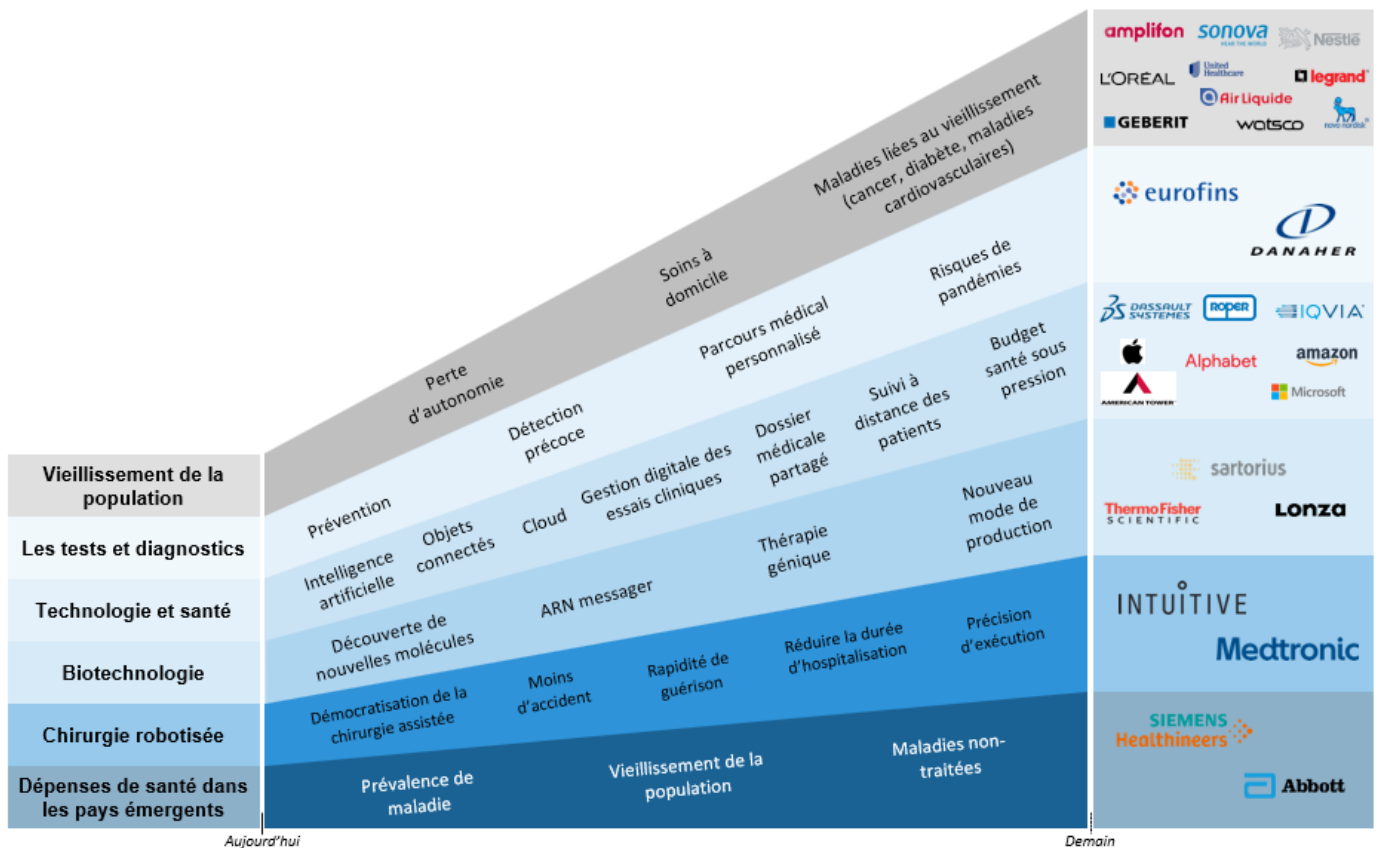 Vieillissement de la
population
Les tests et diagnostics
Technologie et santé
Biotechnologie
Chirurgie robotisée
Dépenses de santé dans
les pays émergents
Perte
d'autonomie
Soins à
domicile
Maladies liées au vieillissement
(cancer, diabète, maladies
cardiovasculaires)
Prévention
Détection
précoce
Parcours médical
personnalisé
Risques de
pandémies
Intelligence
artificielle
Objets
connectés
Cloud
Gestion digitale des
essais cliniques
Dossier
médicale
partagé
Suivi à
distance des
patients
Budget
santé sous
pression
Découverte de
nouvelles molécules
ARN messager
Thérapie
génique
Nouveau
mode de
production
Démocratisation de la
chirurgie assistée
Moins
d'accident
Rapidité de
guérison
Réduire la durée
d'hospitalisation
Précision
d'exécution
Prévalence de
maladie
Vieillissement de la
population
Maladies non-
traitées
Aujourd'hui
Demain
amplifon
sonova
HEAR THE WORLD
Nestlé
L'ORÉAL
United
Healthcare
legrand
Air Liquide
GEBERIT
watsco
novo nordisk
eurofins
DANAHER
DASSAULT
SYSTEMES
ROPER
IQVIA
Alphabet
amazon
AMERICAN TOWER
Microsoft
sartorius
ThermoFisher
SCIENTIFIC
Lonza
INTUITIVE
Medtronic
SIEMENS
Healthineers
Abbott